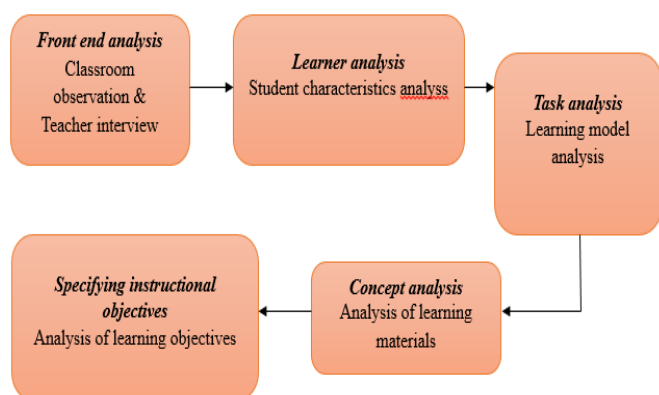 Front end analysis
Classroom
observation &
Teacher interview
Learner analysis
Student characteristics analyss
Task analysis
Learning model
analysis
Concept analysis
Analysis of learning
materials
Specifying instructional
objectives
Analysis of learning objectives